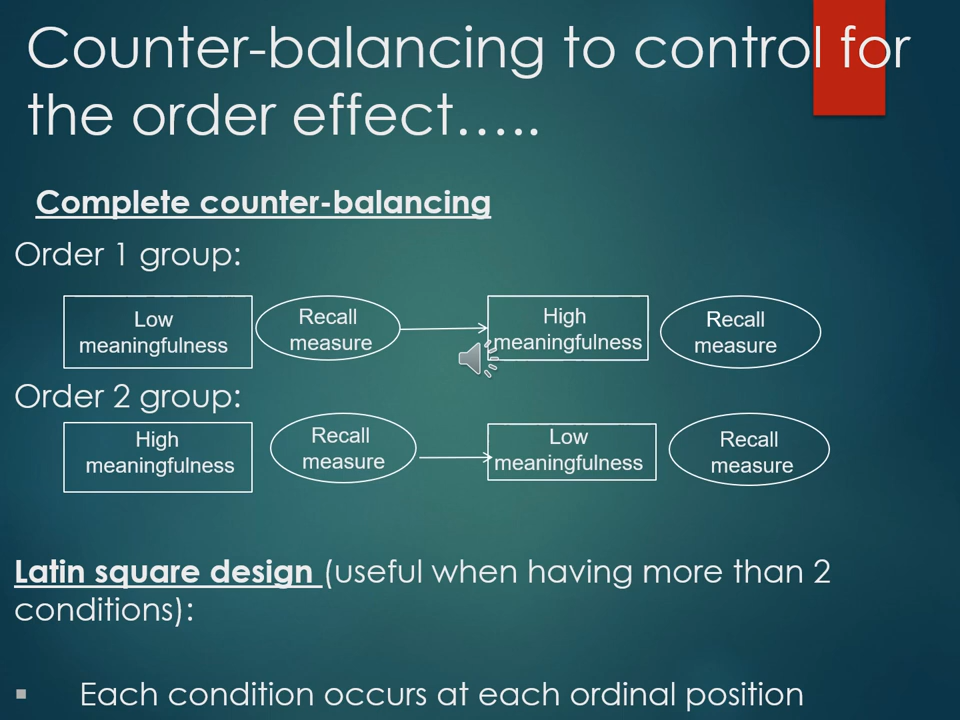 Counter-balancing to control for
the order effect…..
Complete counter-balancing
Order 1 group:
Low
meaningfulness
Recall
measure
High
meaningfulness
Recall
measure
Order 2 group:
High
meaningfulness
Recall
measure
Low
meaningfulness
Recall
measure
Latin square design (useful when having more than 2
conditions):
Each condition occurs at each ordinal position